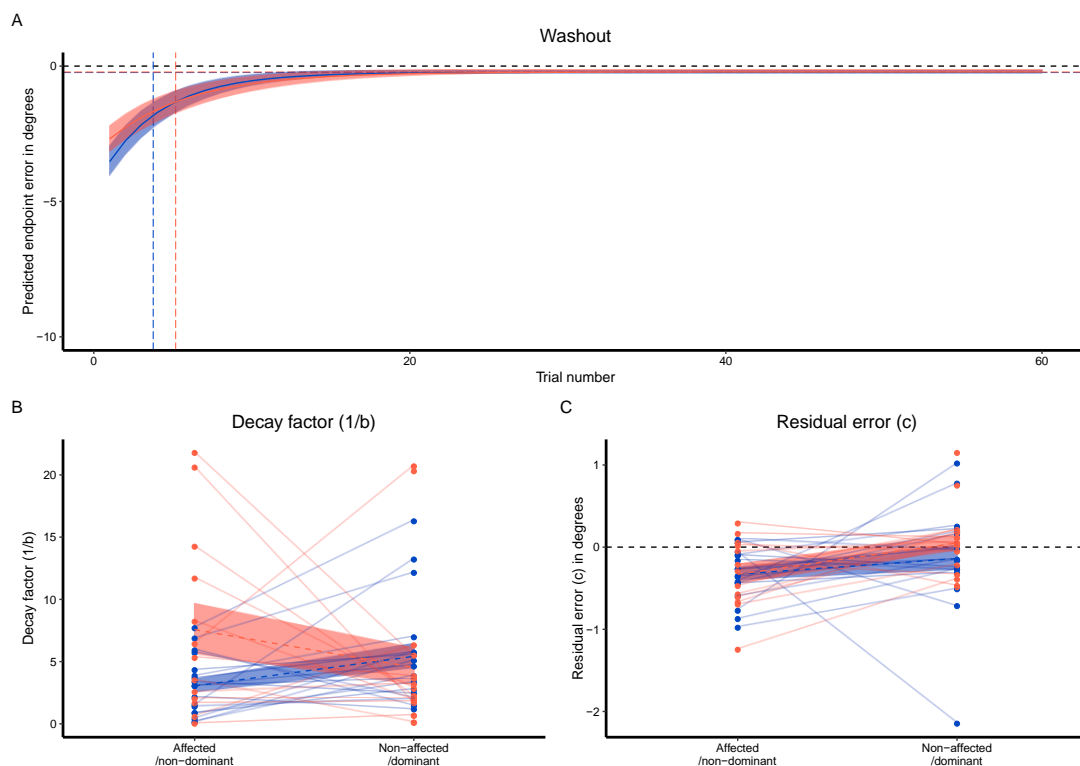 A
Washout
Predicted endpoint error in degrees
0
−5
−10
0
20
40
60
Trial number
B
Decay factor (1/b)
Decay factor (1/b)
20
15
10
5
0
Affected
/non−dominant
Non−affected
/dominant
C
Residual error (c)
Residual error (c) in degrees
1
0
−1
−2
Affected
/non−dominant
Non−affected
/dominant